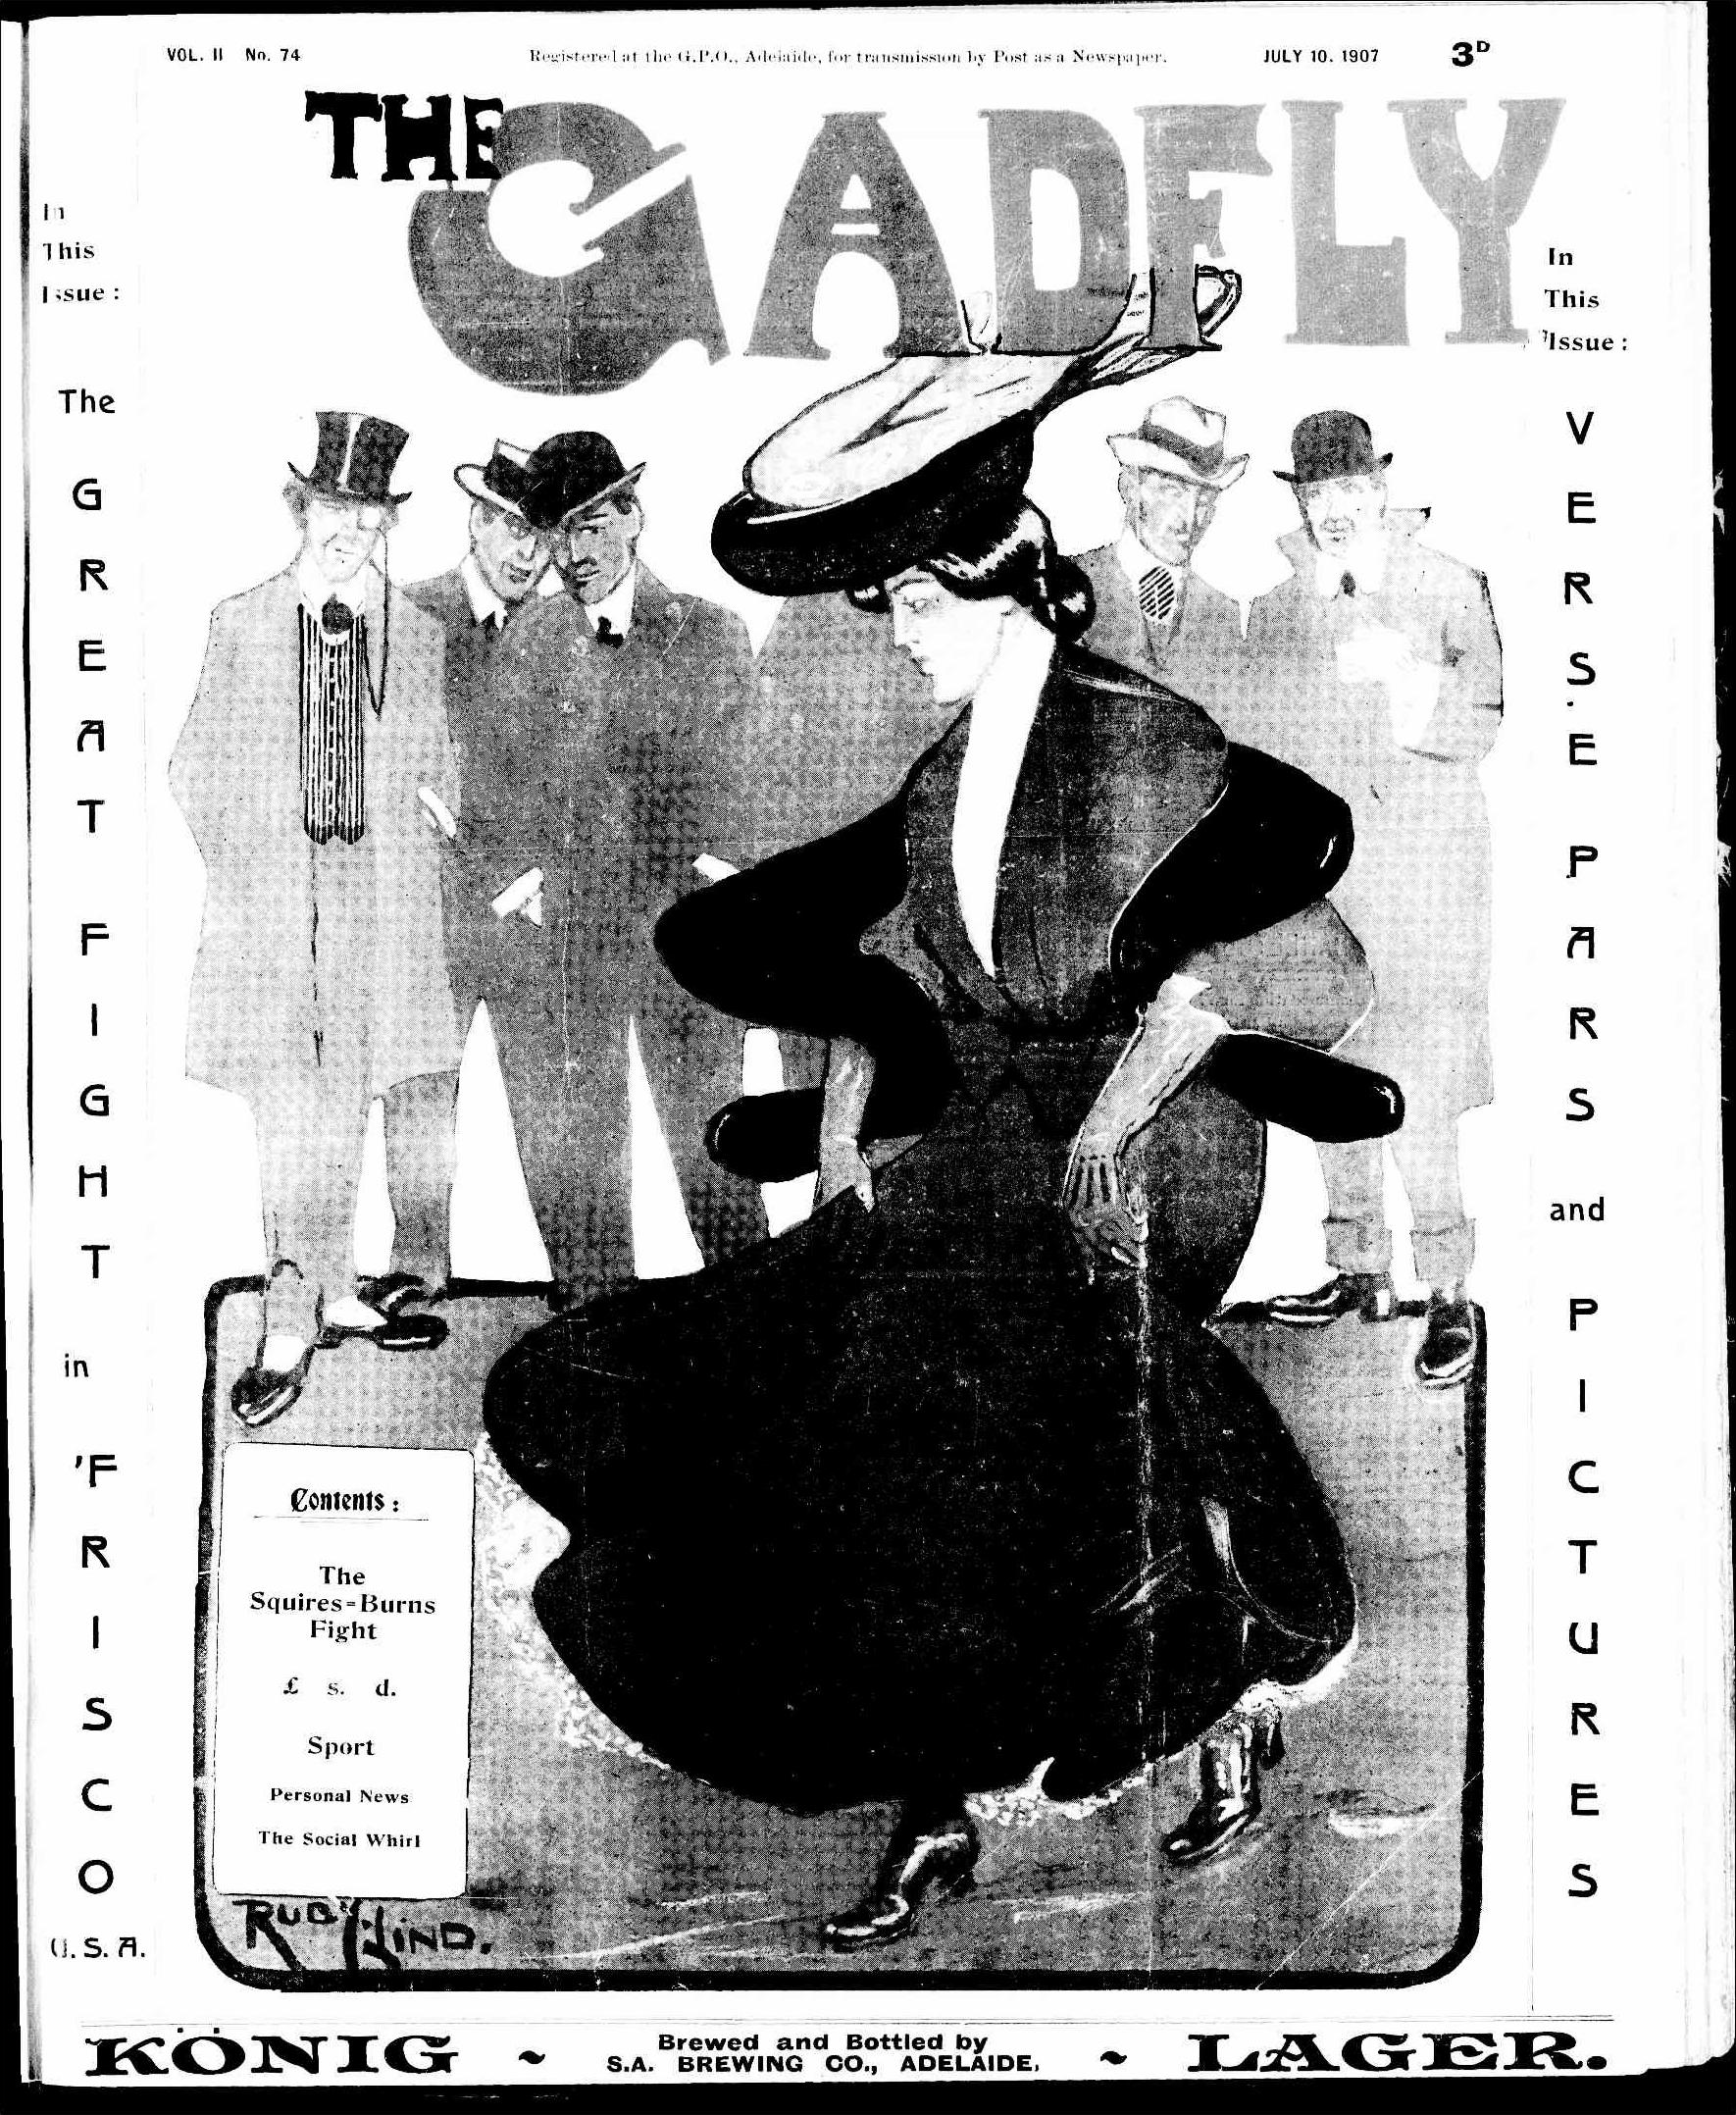 VOL. II No. 74
Registered at the G.P.O., Adelaide, for transmission by Post as a Newspaper.
JULY 10. 1907
3D
THE GADFLY
In
This
Issue :
The
GREAT
FIGHT
in
'FRISCO
U. S. A.
In
This
Issue :
VERSE
PARS
and
PICTURES
Contents :
The
Squires=Burns
Fight
£ s. d.
Sport
Personal News
The Social Whirl
RUBY LIND.
KÖNIG ~ Brewed and Bottled by ~ LAGER.
S.A. BREWING CO., ADELAIDE,